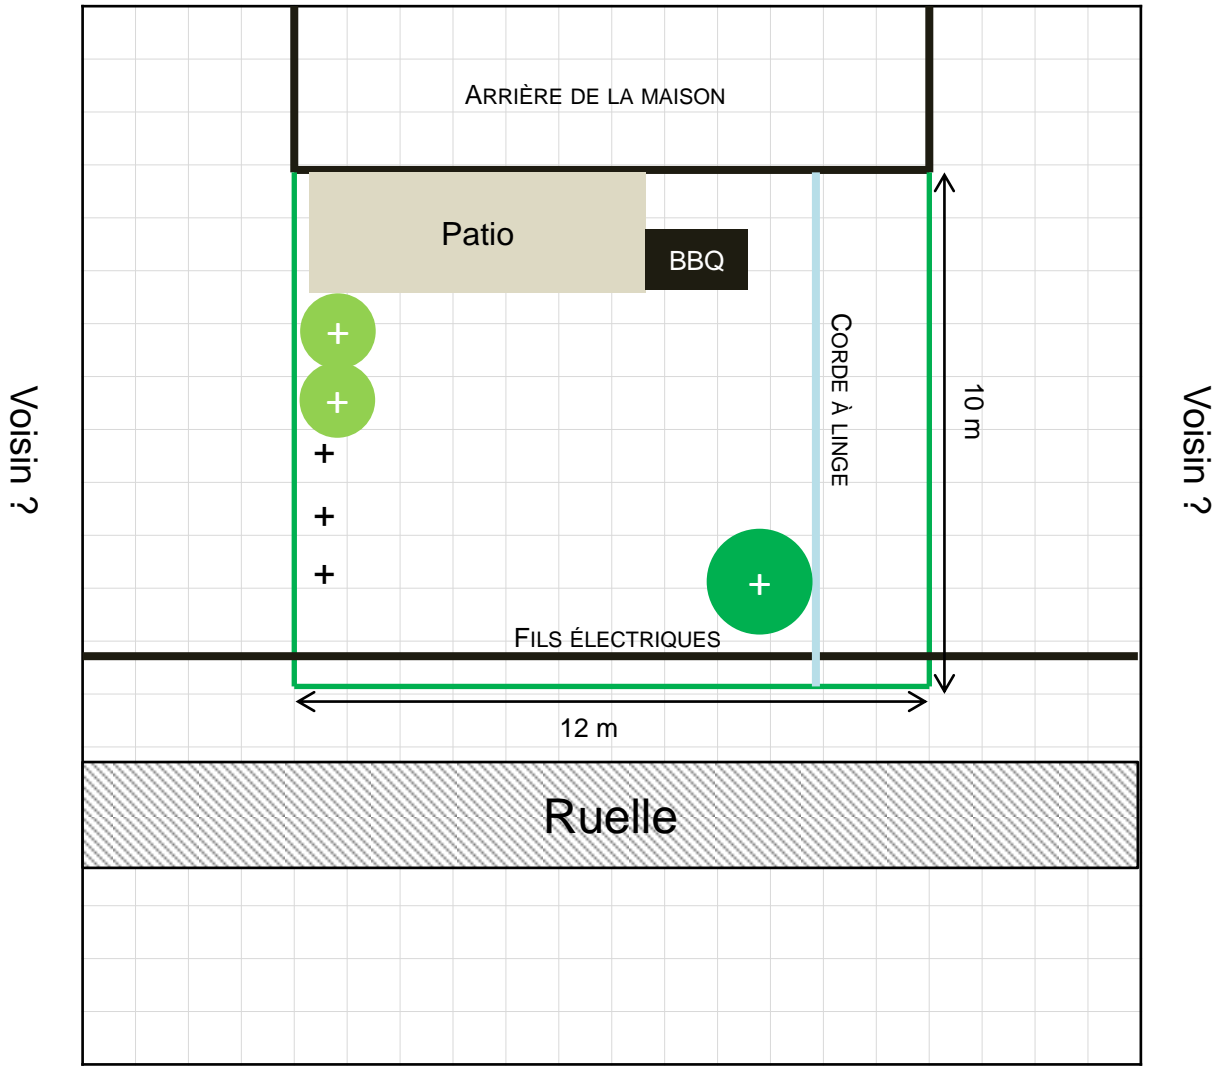 ARRIÈRE DE LA MAISON
Patio
BBQ
+
+
+
+
+
+
CORDE À LINGE
10 m
Voisin ?
Voisin ?
FILS ÉLECTRIQUES
12 m
Ruelle